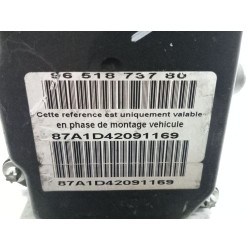 96 518 737 80
Cette référence est uniquement valable
en phase de montage véhicule
87A1D42091169
87A1D42091169